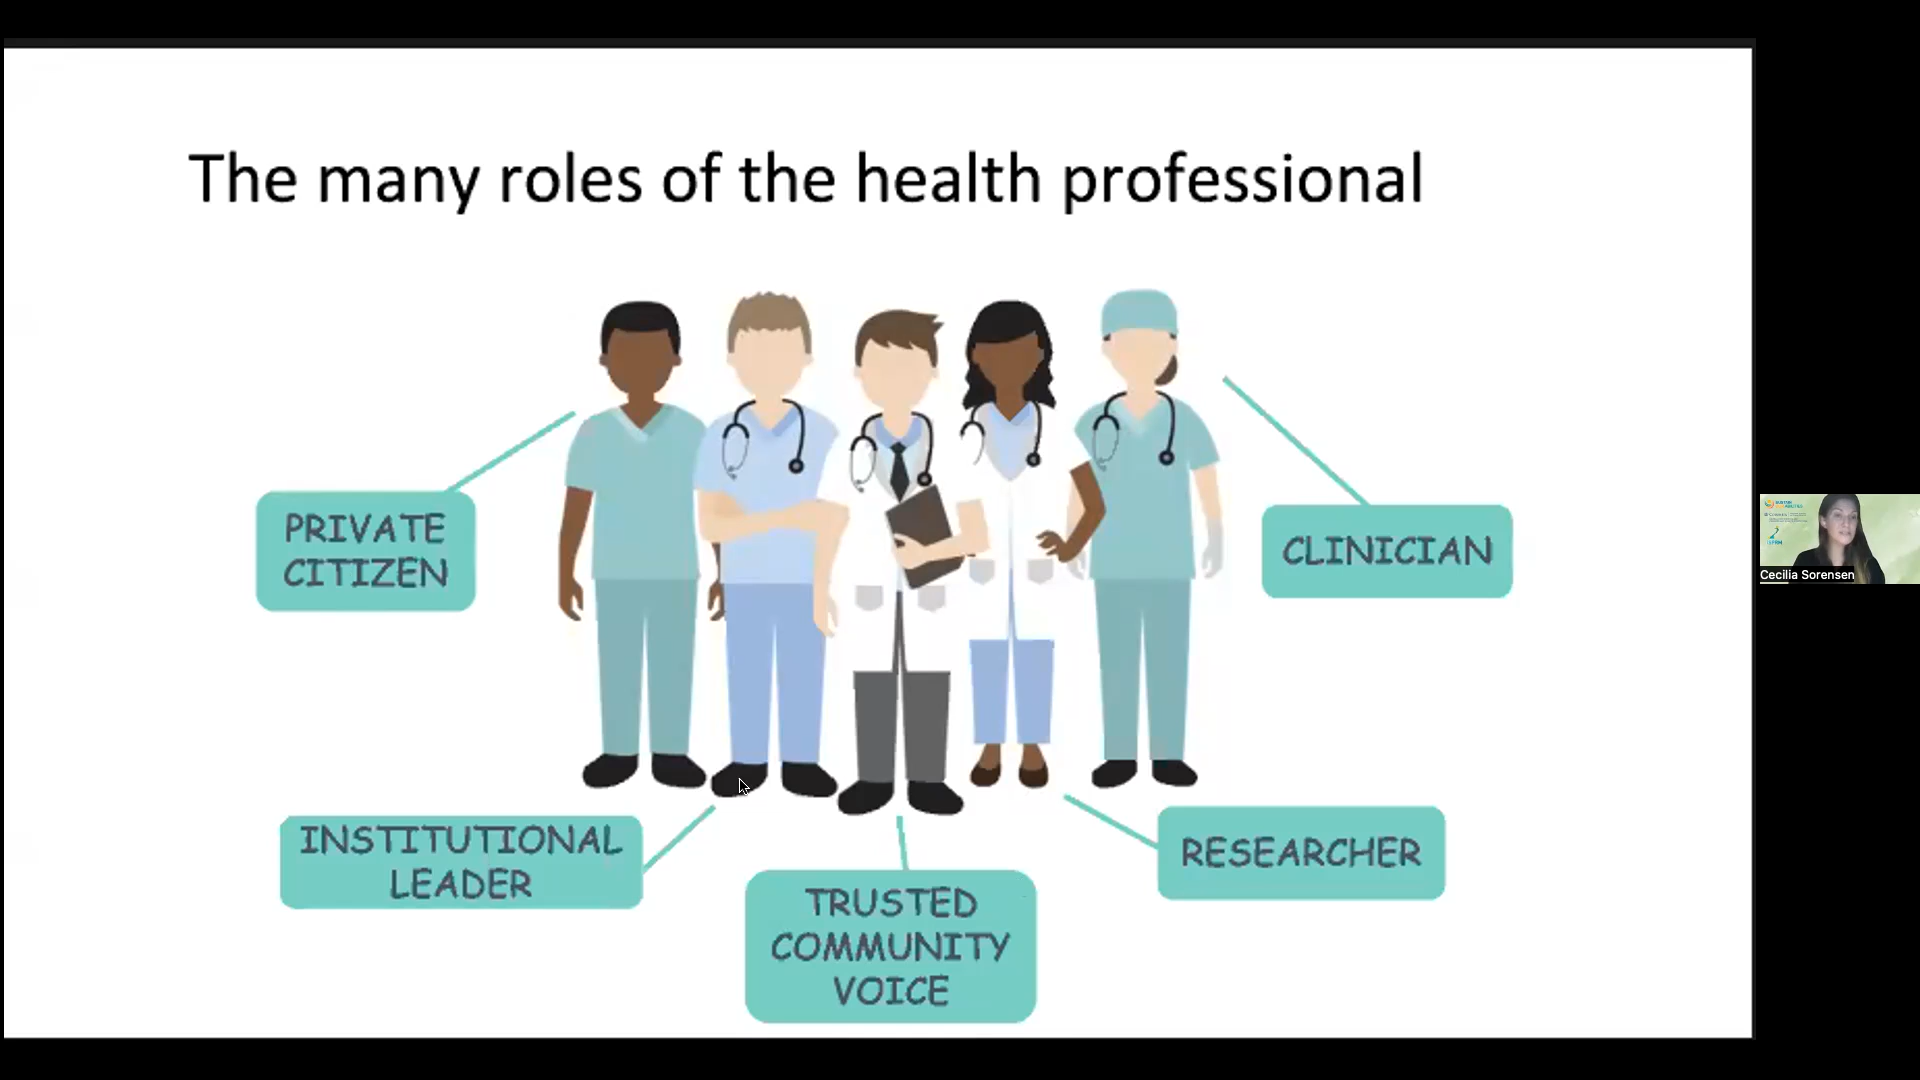 The many roles of the health professional
PRIVATE
CITIZEN
CLINICIAN
INSTITUTIONAL
LEADER
TRUSTED
COMMUNITY
VOICE
RESEARCHER
Cecilia Sorensen